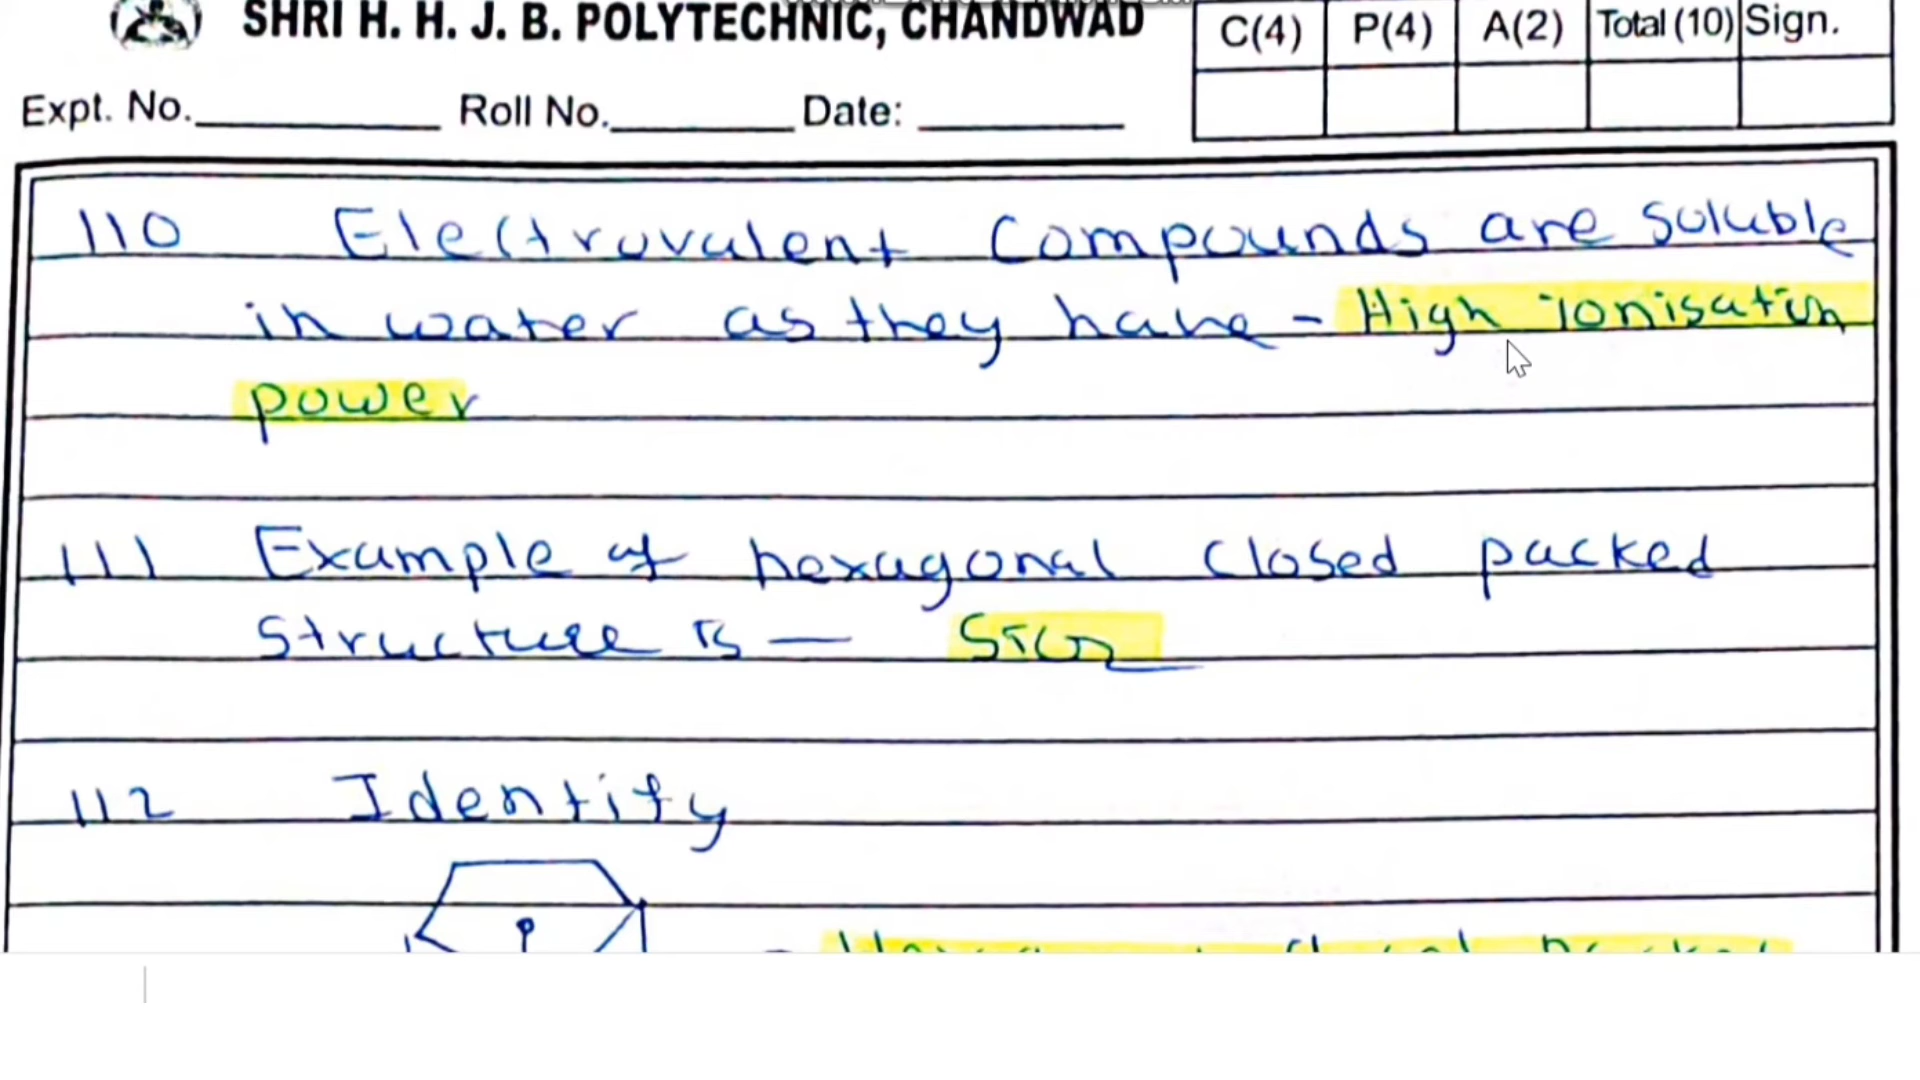 SHRI H. H. J. B. POLYTECHNIC, CHANDWAD
C(4) P(4) A(2) Total (10) Sign.
Expt. No. Roll No. Date:
110 Electrovalent Compounds are soluble
in water as they have - High ionisation
power
111 Example of hexagonal closed packed
structure is —
112 Identify